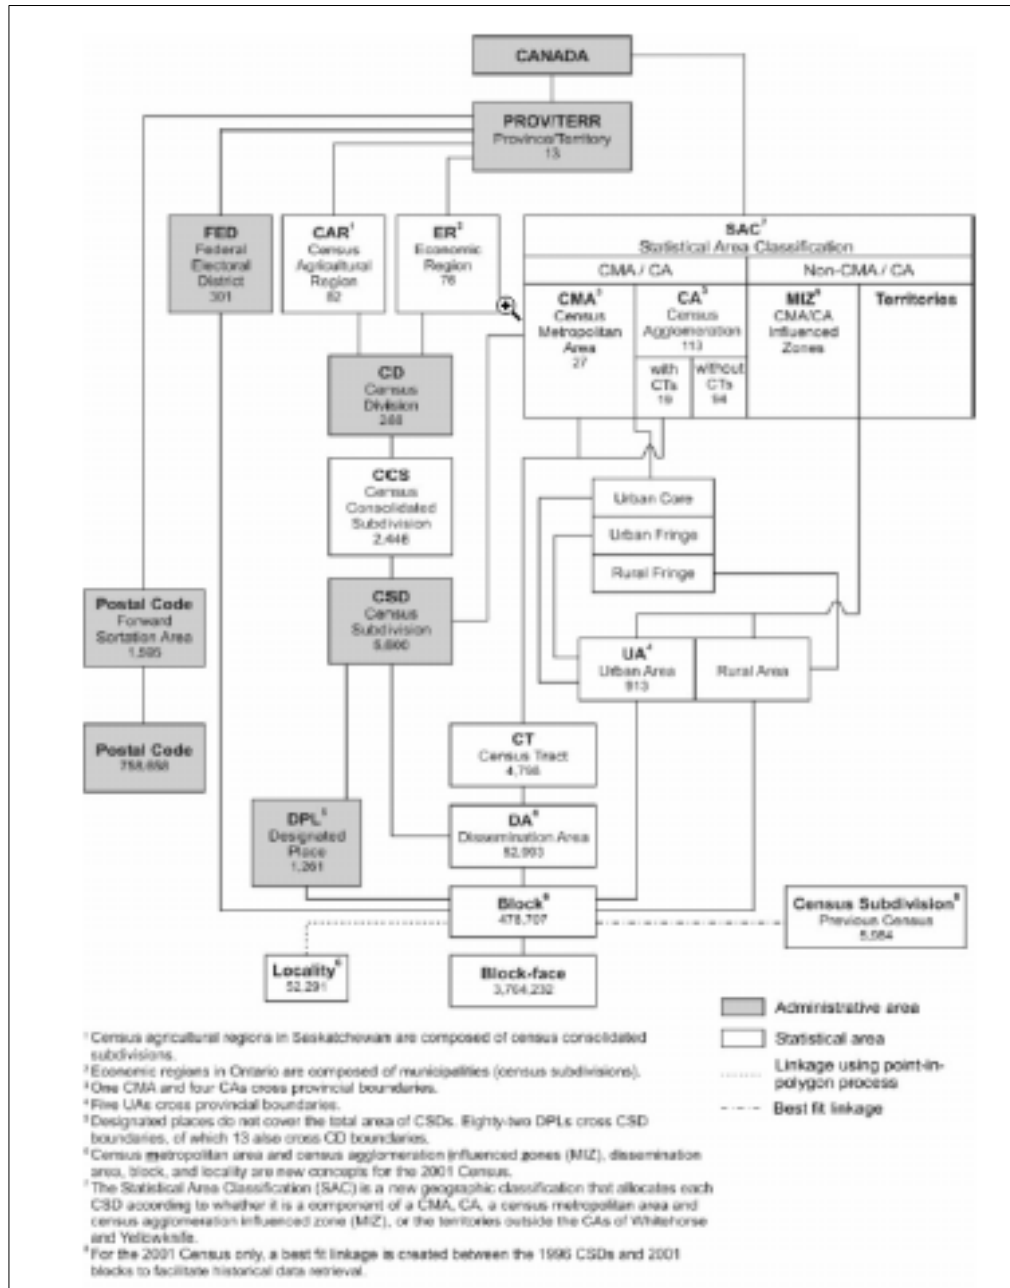 CANADA
PROV/TERR
Province/Territory
13
FED
Federal
Electoral
District
301
CAR¹
Census
Agricultural
Region
82
ER²
Economic
Region
76
SAC⁷
Statistical Area Classification
CMA / CA
Non-CMA / CA
CMA³
Census
Metropolitan
Area
27
CA³
Census
Agglomeration
113
with
CTs
19
without
CTs
94
MIZ⁶
CMA/CA
Influenced
Zones
Territories
CD
Census
Division
288
CCS
Census
Consolidated
Subdivision
2,446
Urban Core
Urban Fringe
Rural Fringe
Postal Code
Forward
Sortation Area
1,595
CSD
Census
Subdivision
5,600
UA⁴
Urban Area
913
Rural Area
Postal Code
758,658
CT
Census Tract
4,798
DPL⁵
Designated
Place
1,261
DA⁶
Dissemination Area
52,993
Block⁶
478,707
Census Subdivision⁸
Previous Census
5,984
Locality⁶
52,291
Block-face
3,764,232
Administrative area
Statistical area
Linkage using point-in-
polygon process
Best fit linkage
¹ Census agricultural regions in Saskatchewan are composed of census consolidated
subdivisions.
² Economic regions in Ontario are composed of municipalities (census subdivisions).
³ One CMA and four CAs cross provincial boundaries.
⁴ Five UAs cross provincial boundaries.
⁵ Designated places do not cover the total area of CSDs. Eighty-two DPLs cross CSD
boundaries, of which 13 also cross CD boundaries.
⁶ Census metropolitan area and census agglomeration influenced zones (MIZ), dissemination
area, block, and locality are new concepts for the 2001 Census.
⁷ The Statistical Area Classification (SAC) is a new geographic classification that allocates each
CSD according to whether it is a component of a CMA, CA, a census metropolitan area and
census agglomeration influenced zone (MIZ), or the territories outside the CAs of Whitehorse
and Yellowknife.
⁸ For the 2001 Census only, a best fit linkage is created between the 1996 CSDs and 2001
blocks to facilitate historical data retrieval.